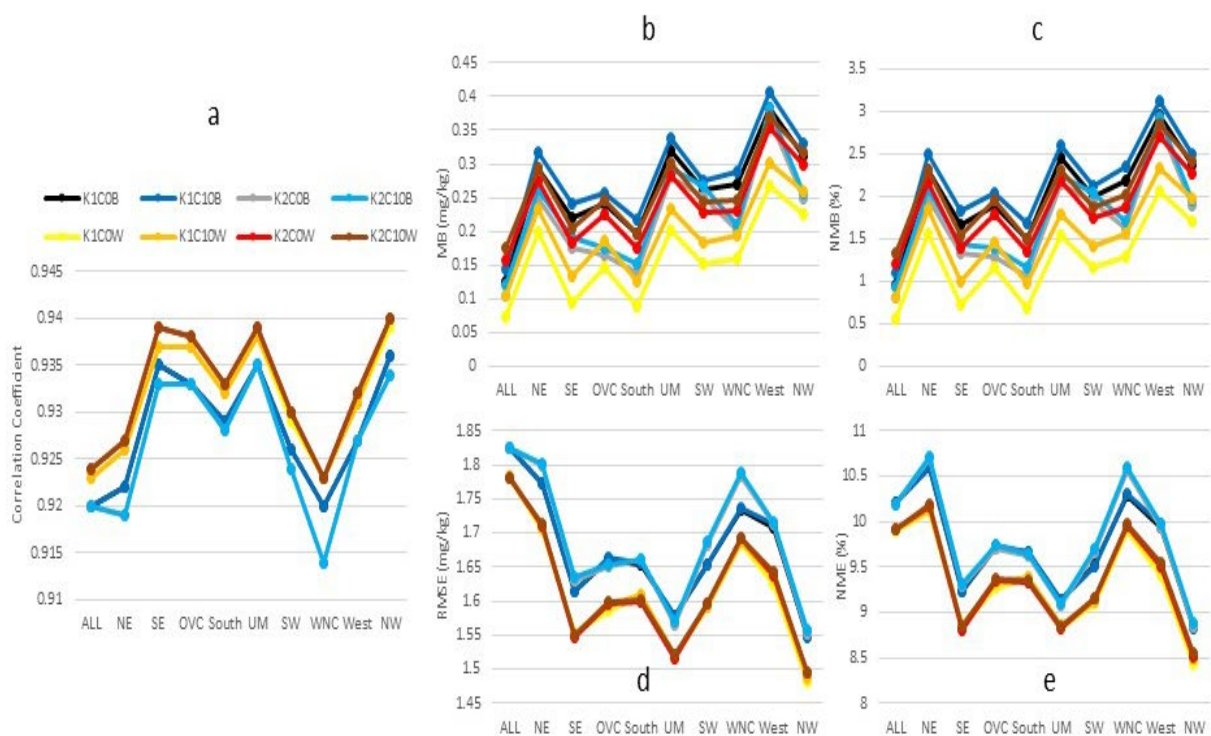 a
K1C0B K1C10B K2C0B K2C10B
K1C0W K1C10W K2C0W K2C10W
Correlation Coefficient
0.945
0.94
0.935
0.93
0.925
0.92
0.915
0.91
ALL NE SE OVC South UM SW WNC West NW
b
MB (mg/kg)
0.45
0.4
0.35
0.3
0.25
0.2
0.15
0.1
0.05
0
ALL NE SE OVC South UM SW WNC West NW
c
NMB (%)
3.5
3
2.5
2
1.5
1
0.5
0
ALL NE SE OVC South UM SW WNC West NW
RMSE (mg/kg)
1.85
1.8
1.75
1.7
1.65
1.6
1.55
1.5
1.45
d
ALL NE SE OVC South UM SW WNC West NW
NME (%)
11
10.5
10
9.5
9
8.5
8
e
ALL NE SE OVC South UM SW WNC West NW